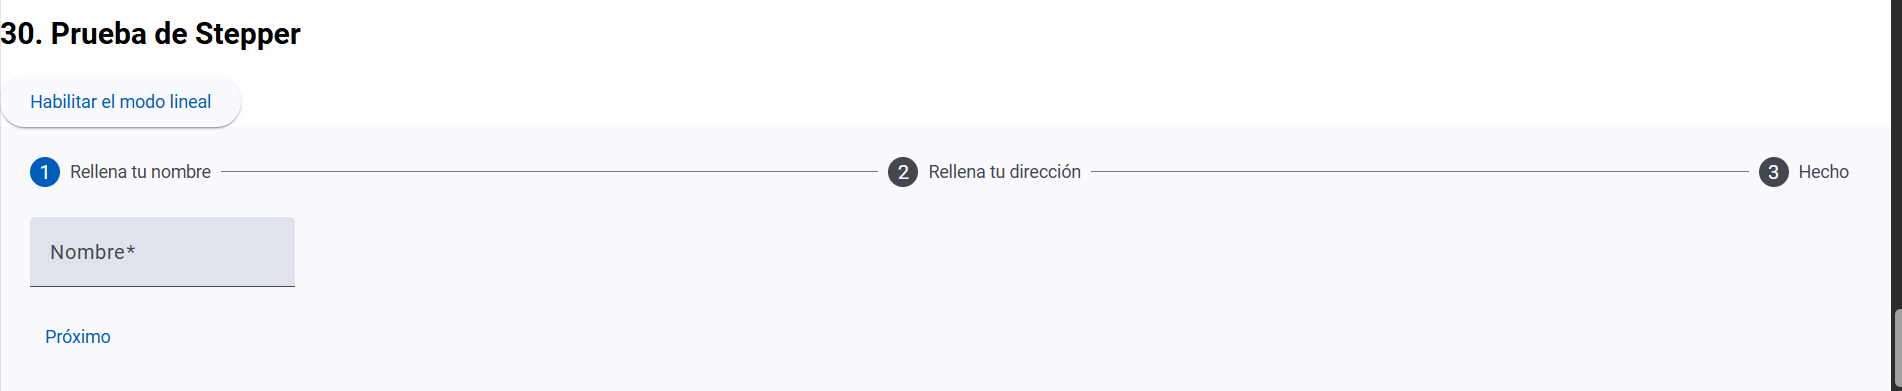 30. Prueba de Stepper
Habilitar el modo lineal
1 Rellena tu nombre 2 Rellena tu dirección 3 Hecho
Nombre*
Próximo